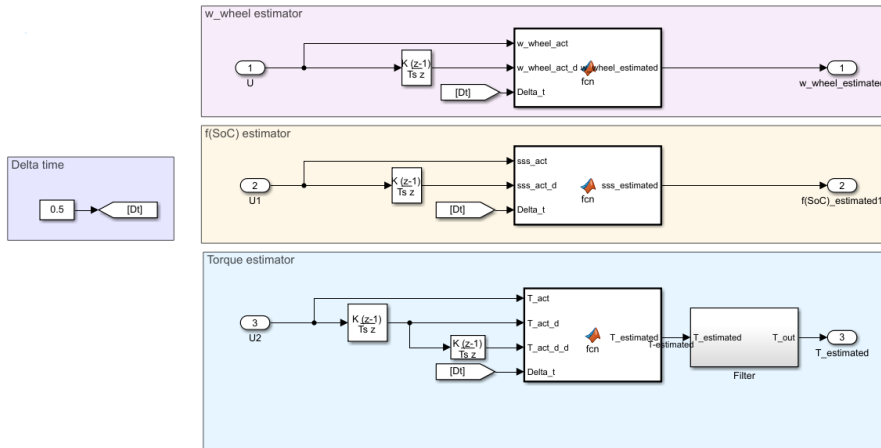 w_wheel estimator
1
U
K (z-1)
Ts z
[Dt]
w_wheel_act
w_wheel_act_d
w_wheel_estimated
Delta_t
fcn
1
w_wheel_estimated
f(SoC) estimator
2
U1
K (z-1)
Ts z
[Dt]
sss_act
sss_act_d
sss_estimated
Delta_t
fcn
2
f(SoC)_estimated1
Delta time
0.5
[Dt]
Torque estimator
3
U2
K (z-1)
Ts z
K (z-1)
Ts z
[Dt]
T_act
T_act_d
T_act_d_d
T_estimated
Delta_t
fcn
T-estimated
T_estimated
T_out
Filter
3
T_estimated